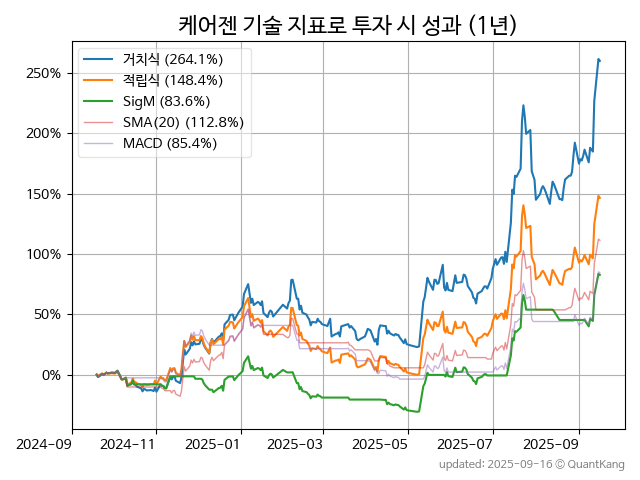 케어젠 기술 지표로 투자 시 성과 (1년)
거치식 (264.1%)
적립식 (148.4%)
SigM (83.6%)
SMA(20) (112.8%)
MACD (85.4%)
250%
200%
150%
100%
50%
0%
2024-09
2024-11
2025-01
2025-03
2025-05
2025-07
2025-09
updated: 2025-09-16 © QuantKang